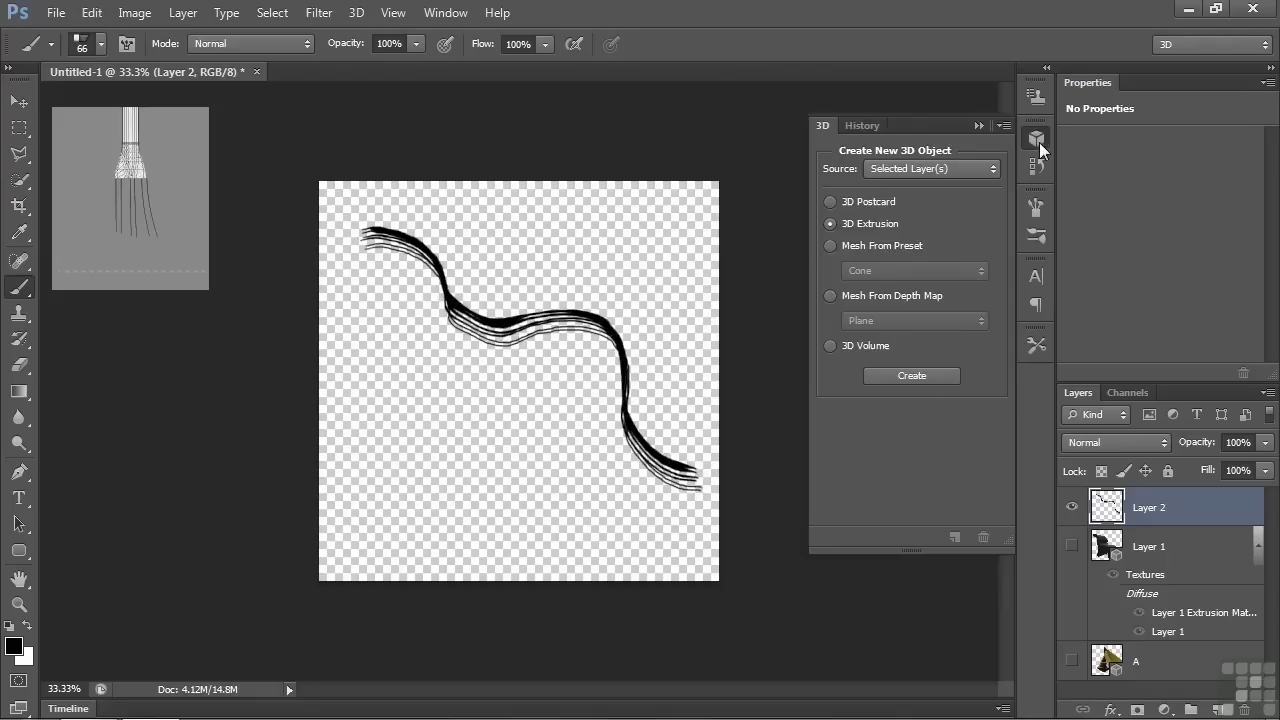 Ps File Edit Image Layer Type Select Filter 3D View Window Help
66 Mode: Normal Opacity: 100% Flow: 100% 3D
Untitled-1 @ 33.3% (Layer 2, RGB/8) * ×
Properties
No Properties
3D History
Create New 3D Object
Source: Selected Layer(s)
3D Postcard
3D Extrusion
Mesh From Preset
Cone
Mesh From Depth Map
Plane
3D Volume
Create
Layers Channels
Kind
Normal Opacity: 100%
Lock: Fill: 100%
Layer 2
Layer 1
Textures
Diffuse
Layer 1 Extrusion Mat...
Layer 1
A
33.33% Doc: 4.12M/14.8M
Timeline